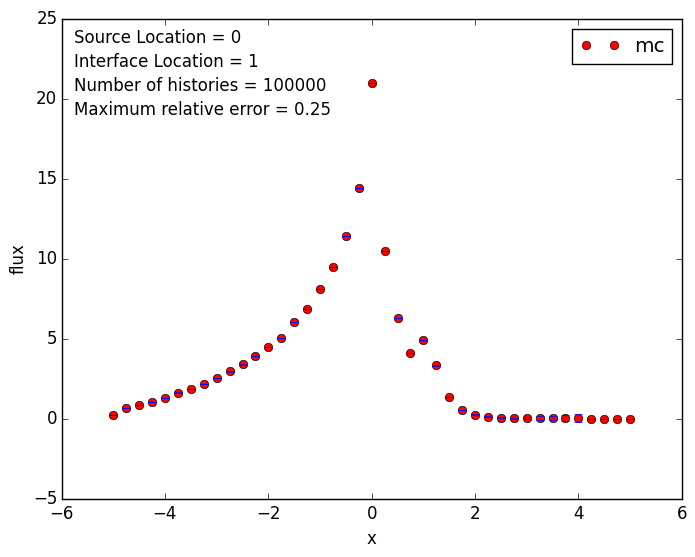 Source Location = 0
Interface Location = 1
Number of histories = 100000
Maximum relative error = 0.25
mc
25
20
15
10
5
0
−5
flux
−6
−4
−2
0
2
4
6
x